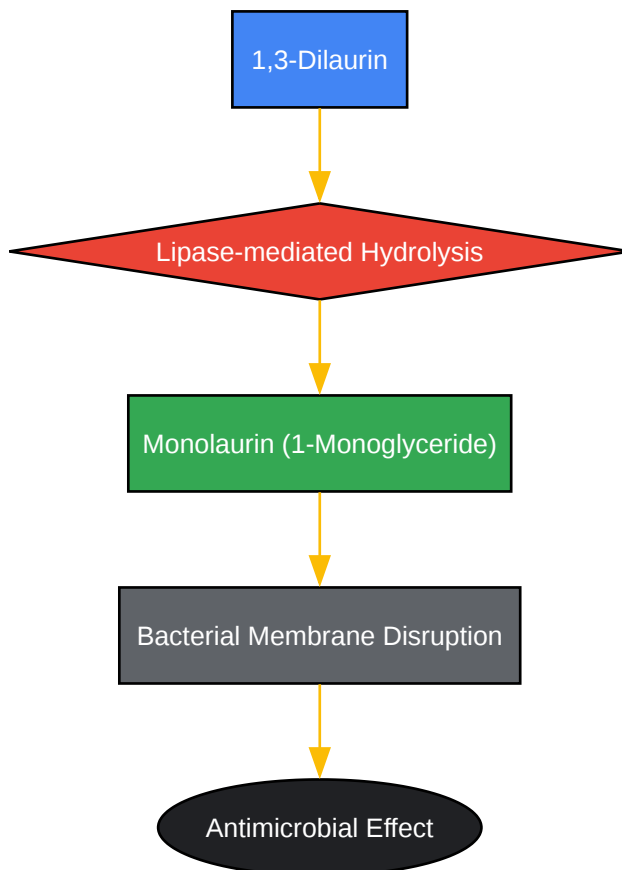 1,3-Dilaurin
Lipase-mediated Hydrolysis
Monolaurin (1-Monoglyceride)
Bacterial Membrane Disruption
Antimicrobial Effect